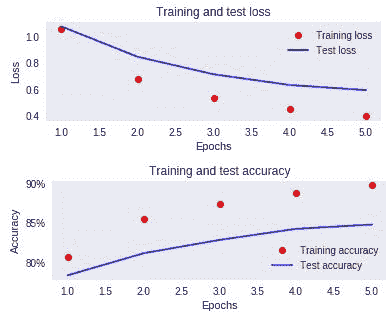 Training and test loss
Loss
1.0
0.8
0.6
0.4
Training loss
Test loss
1.0 1.5 2.0 2.5 3.0 3.5 4.0 4.5 5.0
Epochs
Training and test accuracy
Accuracy
90%
85%
80%
Training accuracy
Test accuracy
1.0 1.5 2.0 2.5 3.0 3.5 4.0 4.5 5.0
Epochs